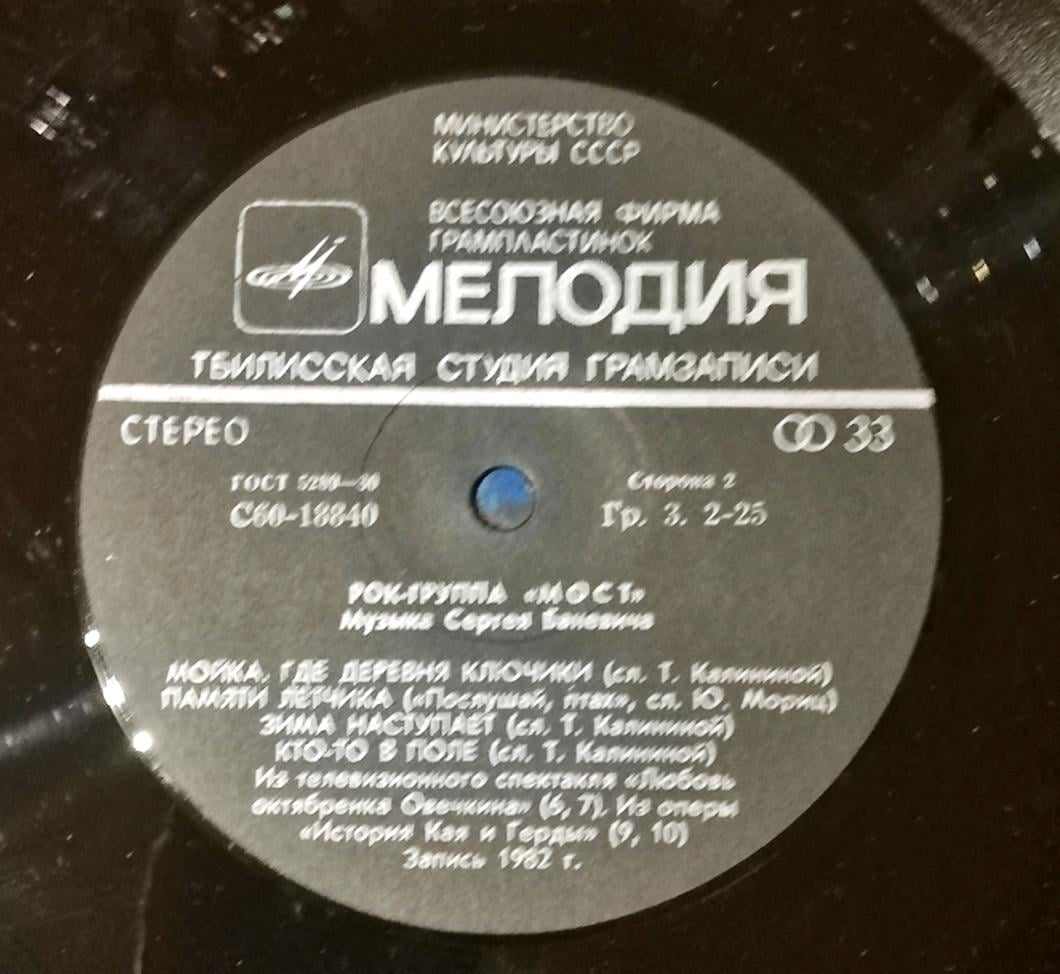 МИНИСТЕРСТВО
КУЛЬТУРЫ СССР
ВСЕСОЮЗНАЯ ФИРМА
ГРАМПЛАСТИНОК
МЕЛОДИЯ
ТБИЛИССКАЯ СТУДИЯ ГРАМЗАПИСИ
СТЕРЕО
33
ГОСТ 5289—80
Сторона 2
С60-18840
Гр. 3. 2-25
РОК-ГРУППА «МОСТ»
Музыка Сергея Баневича
МОЙКА, ГДЕ ДЕРЕВНЯ КЛЮЧИКИ (сл. Т. Калининой)
ПАМЯТИ ЛЕТЧИКА («Послушай, птах», сл. Ю. Мориц)
ЗИМА НАСТУПАЕТ (сл. Т. Калининой)
КТО-ТО В ПОЛЕ (сл. Т. Калининой)
Из телевизионного спектакля «Любовь
октябренка Овечкина» (6, 7). Из оперы
«История Кая и Герды» (9, 10)
Запись 1982 г.